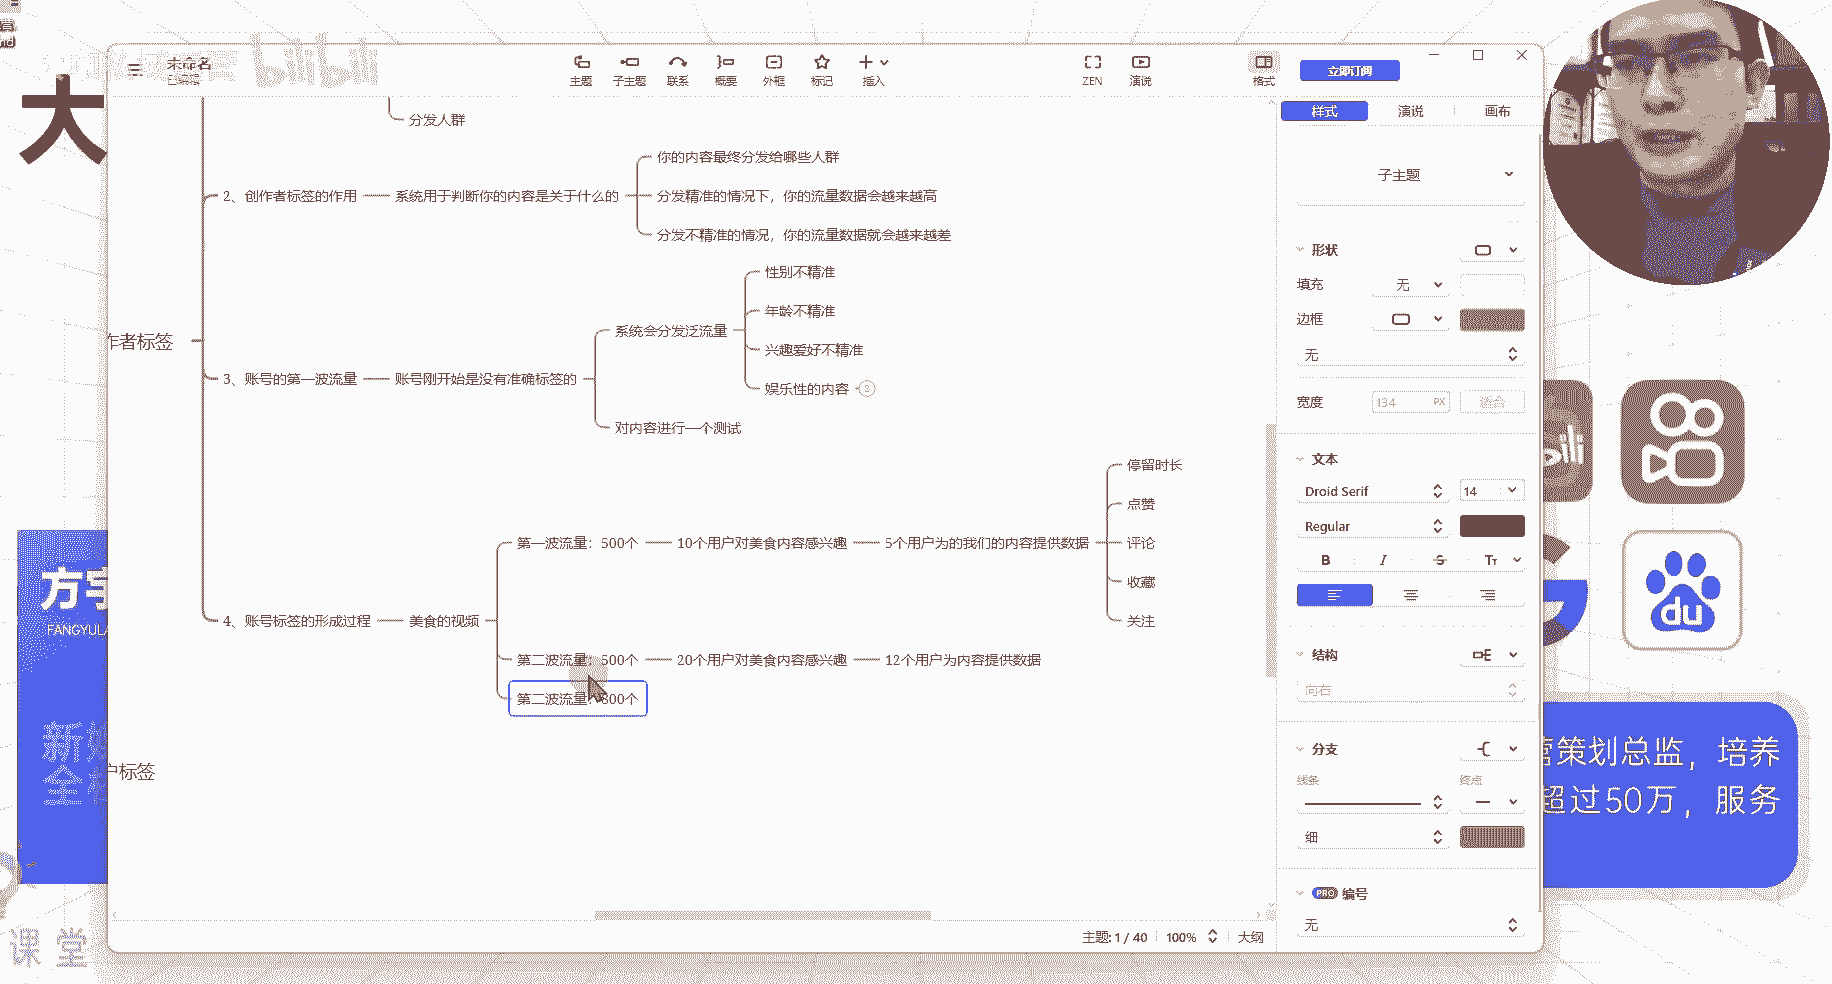 未命名
已编辑
bilibili
主题
子主题
联系
概要
外框
标记
插入
ZEN
演说
格式
立即订阅
大
分发人群
2、创作者标签的作用
系统用于判断你的内容是关于什么的
你的内容最终分发给哪些人群
分发精准的情况下，你的流量数据会越来越高
分发不精准的情况，你的流量数据就会越来越差
作者标签
3、账号的第一波流量
账号刚开始是没有准确标签的
系统会分发泛流量
性别不精准
年龄不精准
兴趣爱好不精准
娱乐性的内容
对内容进行一个测试
4、账号标签的形成过程
美食的视频
第一波流量：500个
10个用户对美食内容感兴趣
5个用户为的我们的内容提供数据
停留时长
点赞
评论
收藏
关注
第二波流量：500个
20个用户对美食内容感兴趣
12个用户为内容提供数据
第二波流量：800个
户标签
主题: 1 / 40
100%
大纲
样式
演说
画布
子主题
形状
填充
无
边框
无
宽度
134
PX
适合
文本
Droid Serif
14
Regular
B
I
S
Tт
结构
向右
分支
线条
终点
细
PRO
编号
无
方宇
FANGYULA
新
全
课堂
du
营策划总监，培养
超过50万，服务